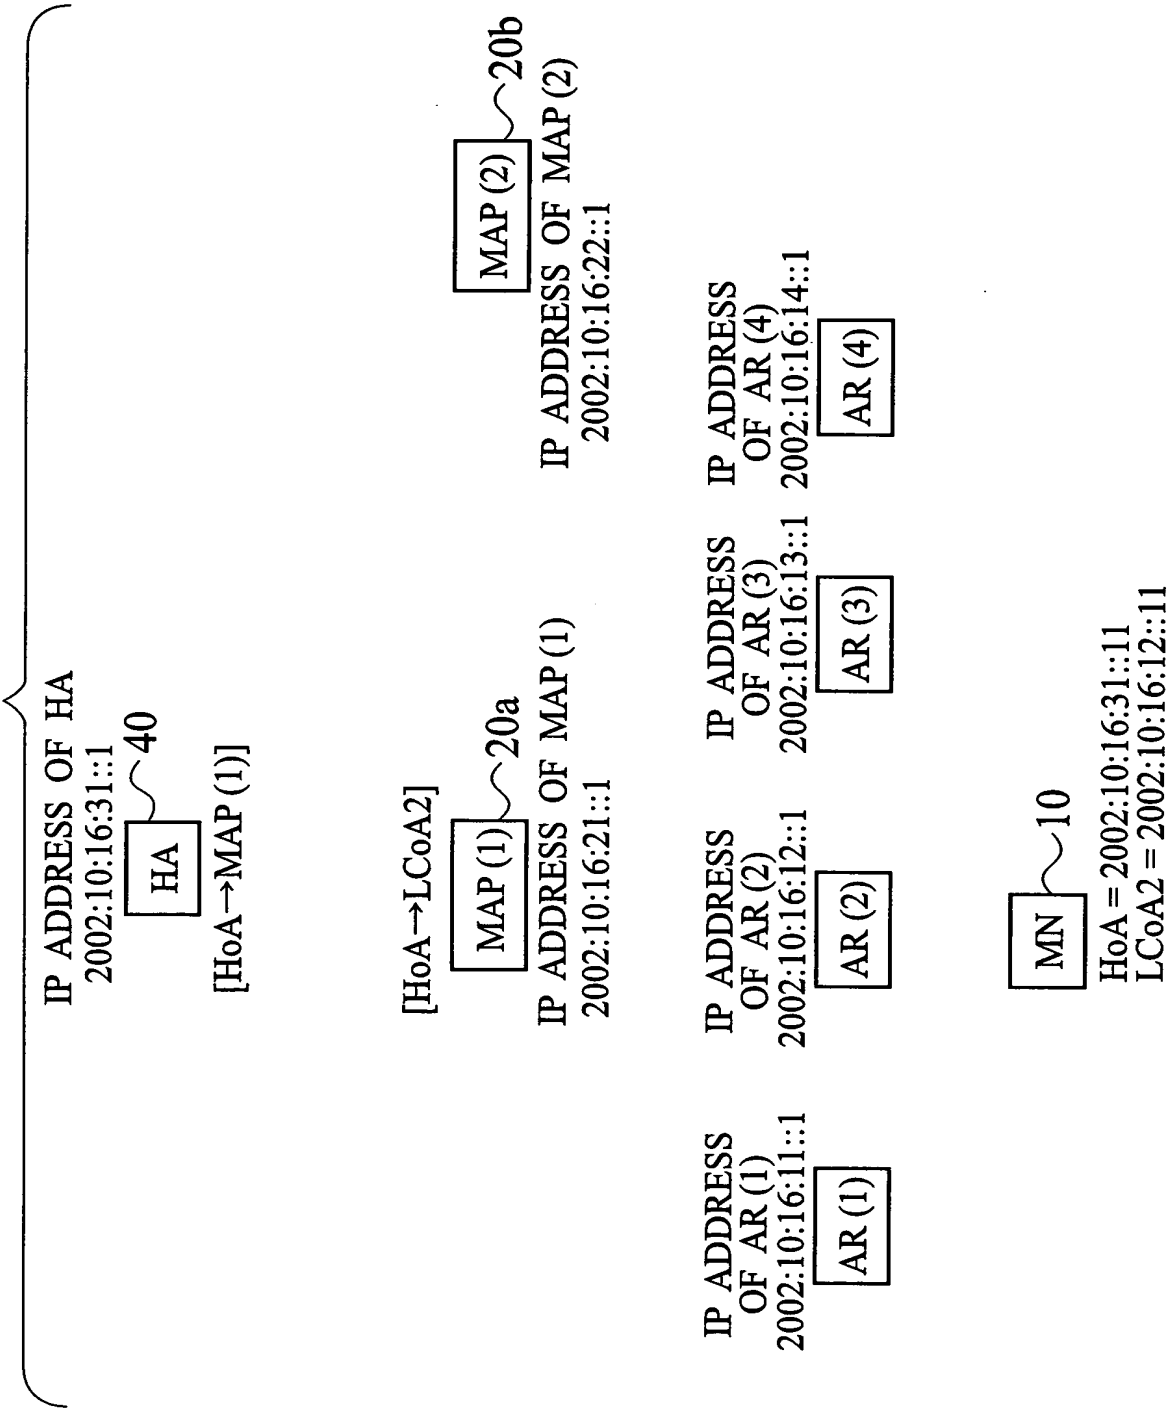 IP ADDRESS OF HA
2002:10:16:31::1
HA
40
[HoA→MAP (1)]
[HoA→LCoA2]
MAP (1)
20a
IP ADDRESS OF MAP (1)
2002:10:16:21::1
MAP (2)
20b
IP ADDRESS OF MAP (2)
2002:10:16:22::1
IP ADDRESS
OF AR (1)
2002:10:16:11::1
AR (1)
IP ADDRESS
OF AR (2)
2002:10:16:12::1
AR (2)
IP ADDRESS
OF AR (3)
2002:10:16:13::1
AR (3)
IP ADDRESS
OF AR (4)
2002:10:16:14::1
AR (4)
MN
10
HoA = 2002:10:16:31::11
LCoA2 = 2002:10:16:12::11